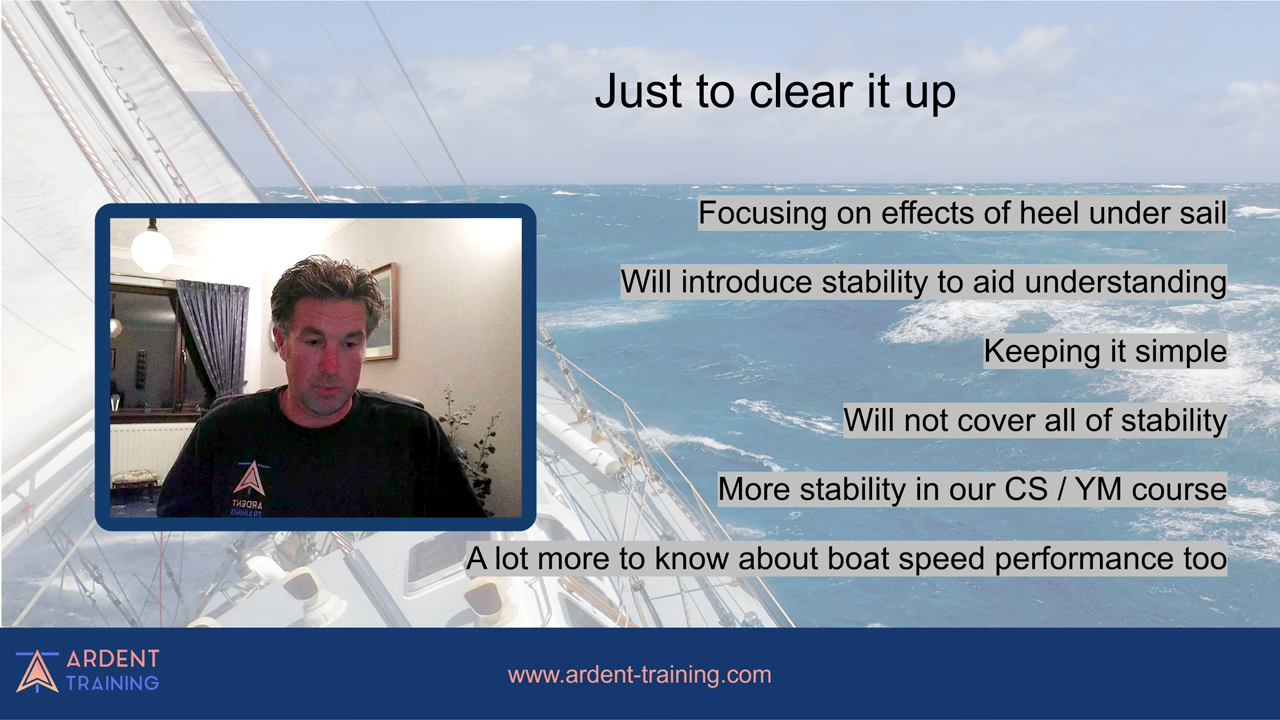 Just to clear it up
Focusing on effects of heel under sail
Will introduce stability to aid understanding
Keeping it simple
Will not cover all of stability
More stability in our CS / YM course
A lot more to know about boat speed performance too
ARDENT
TRAINING
ARDENT
TRAINING
www.ardent-training.com